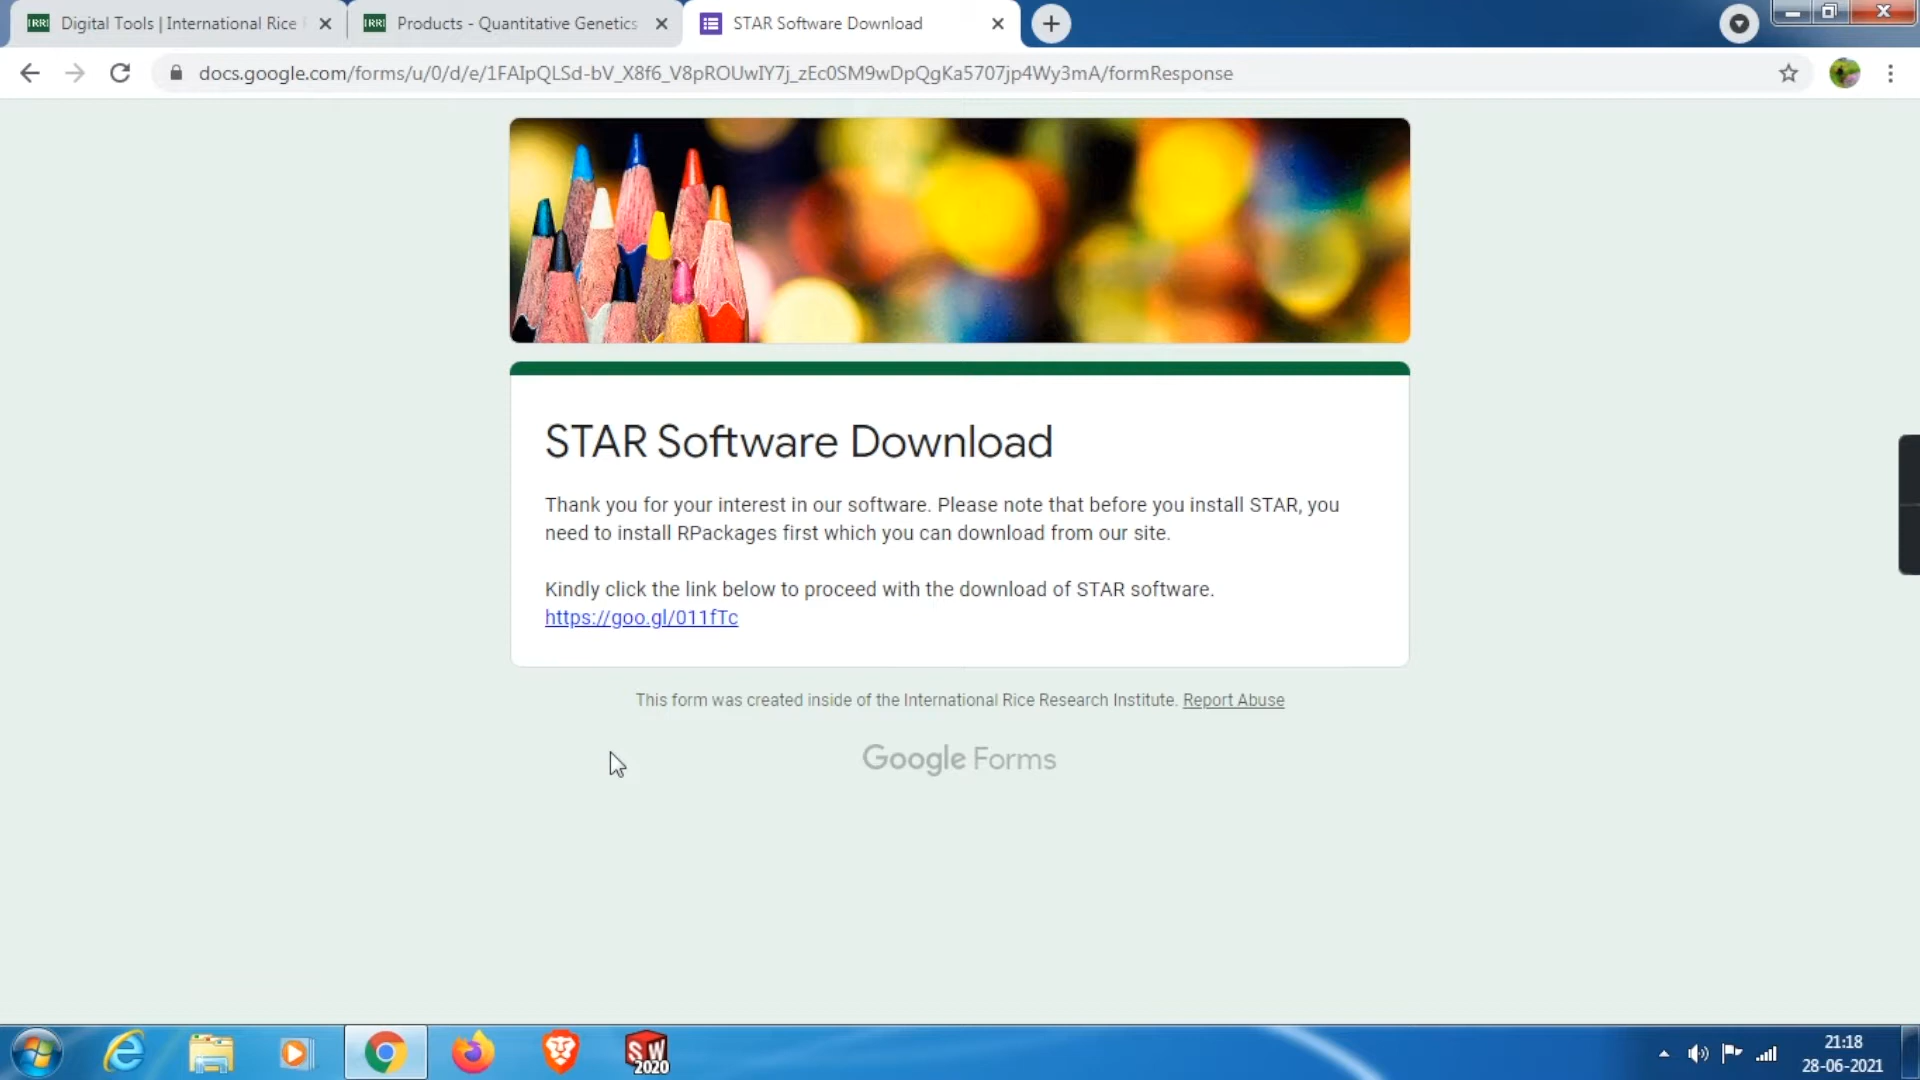 IRRI Digital Tools | International Rice
IRRI Products - Quantitative Genetics
STAR Software Download
docs.google.com/forms/u/0/d/e/1FAIpQLSd-bV_X8f6_V8pROUwIY7j_zEc0SM9wDpQgKa5707jp4Wy3mA/formResponse
STAR Software Download
Thank you for your interest in our software. Please note that before you install STAR, you
need to install RPackages first which you can download from our site.
Kindly click the link below to proceed with the download of STAR software.
https://goo.gl/011fTc
This form was created inside of the International Rice Research Institute. Report Abuse
Google Forms
SW
2020
21:18
28-06-2021